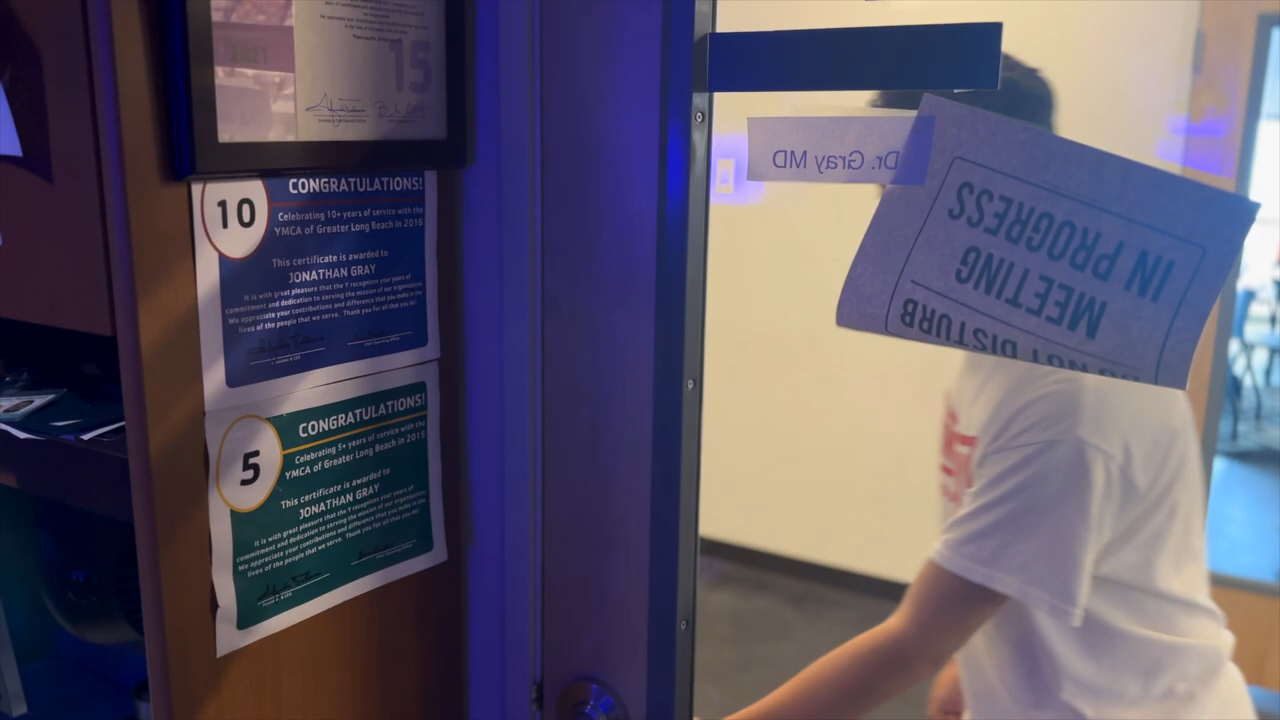 2021
15
10
CONGRATULATIONS!
Celebrating 10+ years of service with the
YMCA of Greater Long Beach in 2016
This certificate is awarded to
JONATHAN GRAY
It is with great pleasure that the Y recognizes your years of
commitment and dedication to serving the mission of our organization.
We appreciate your contributions and difference that you make in the
lives of the people that we serve. Thank you for all that you do!
5
CONGRATULATIONS!
Celebrating 5+ years of service with the
YMCA of Greater Long Beach in 2015
This certificate is awarded to
JONATHAN GRAY
It is with great pleasure that the Y recognizes your years of
commitment and dedication to serving the mission of our organization.
We appreciate your contributions and difference that you make in the
lives of the people that we serve. Thank you for all that you do!
Dr. Gray MD
DO NOT DISTURB
MEETING
IN PROGRESS